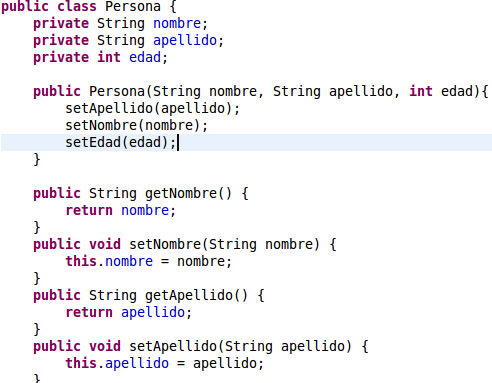 public class Persona {
    private String nombre;
    private String apellido;
    private int edad;

    public Persona(String nombre, String apellido, int edad){
        setApellido(apellido);
        setNombre(nombre);
        setEdad(edad);
    }

    public String getNombre() {
        return nombre;
    }
    public void setNombre(String nombre) {
        this.nombre = nombre;
    }
    public String getApellido() {
        return apellido;
    }
    public void setApellido(String apellido) {
        this.apellido = apellido;
    }